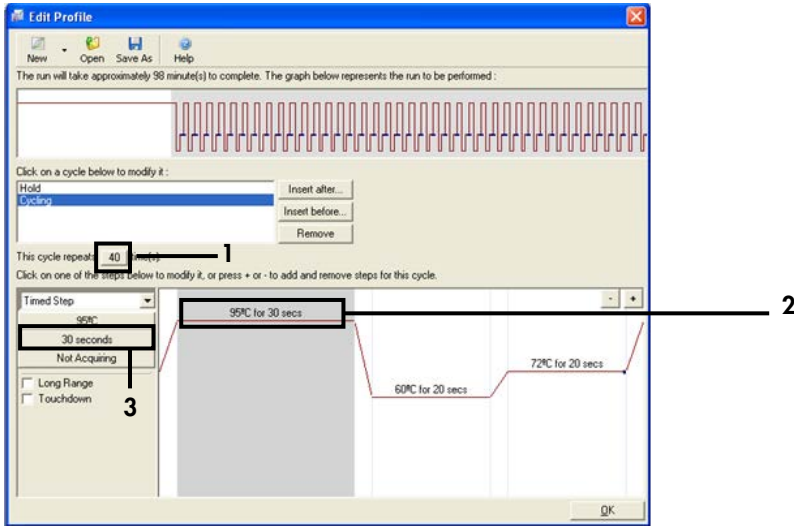 Edit Profile
New Open Save As Help
The run will take approximately 98 minute(s) to complete. The graph below represents the run to be performed :
Click on a cycle below to modify it :
Hold
Cycling
Insert after...
Insert before...
Remove
This cycle repeats 40 time(s).
1
Click on one of the steps below to modify it, or press + or - to add and remove steps for this cycle.
Timed Step
- +
95ºC
30 seconds
Not Acquiring
Long Range
Touchdown
3
95ºC for 30 secs
2
60ºC for 20 secs
72ºC for 20 secs
OK